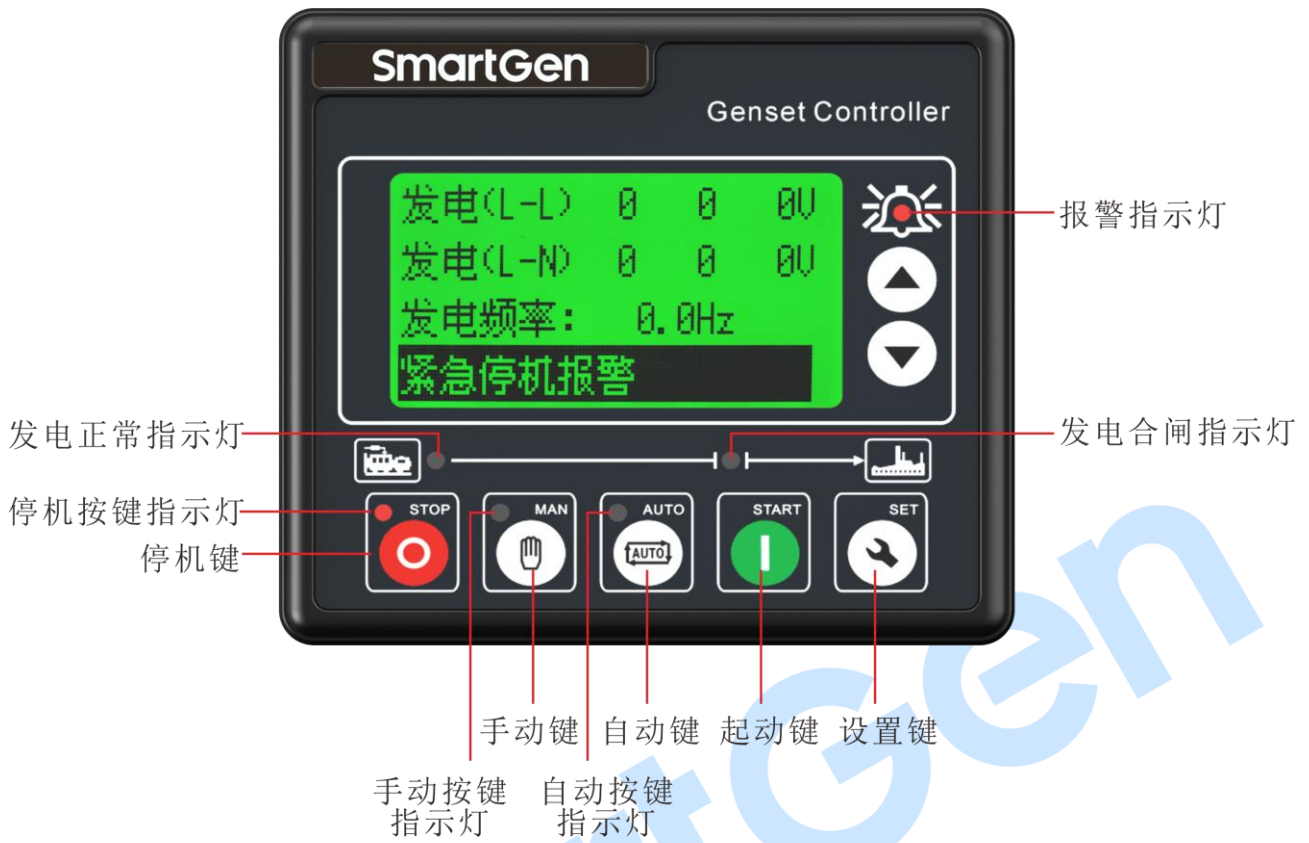 SmartGen
Genset Controller
发电(L-L) 0 0 0V
发电(L-N) 0 0 0V
发电频率: 0.0Hz
紧急停机报警
报警指示灯
发电正常指示灯
发电合闸指示灯
停机按键指示灯
停机键
STOP
MAN
AUTO
START
SET
AUTO
手动键
自动键
起动键
设置键
手动按键
指示灯
自动按键
指示灯
rtGen